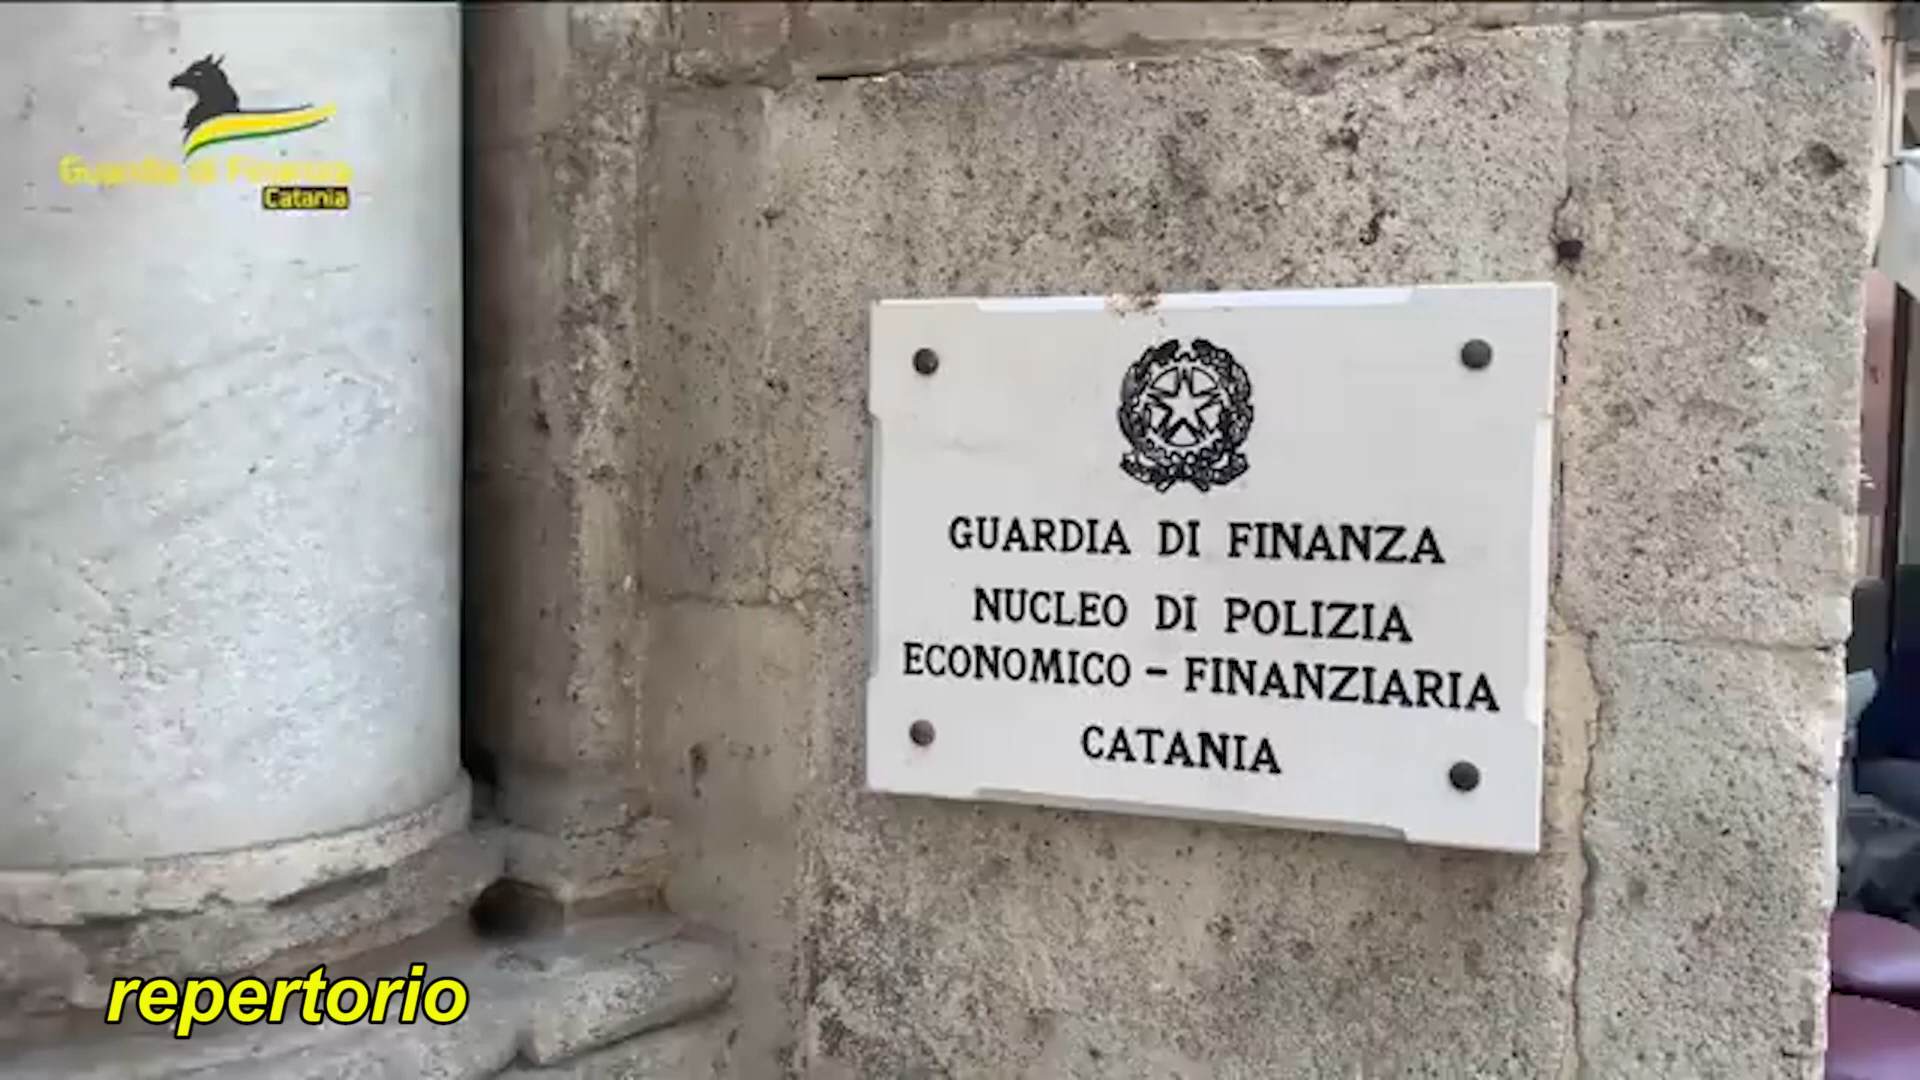 Guardia di Finanza
Catania
GUARDIA DI FINANZA
NUCLEO DI POLIZIA
ECONOMICO - FINANZIARIA
CATANIA
repertorio